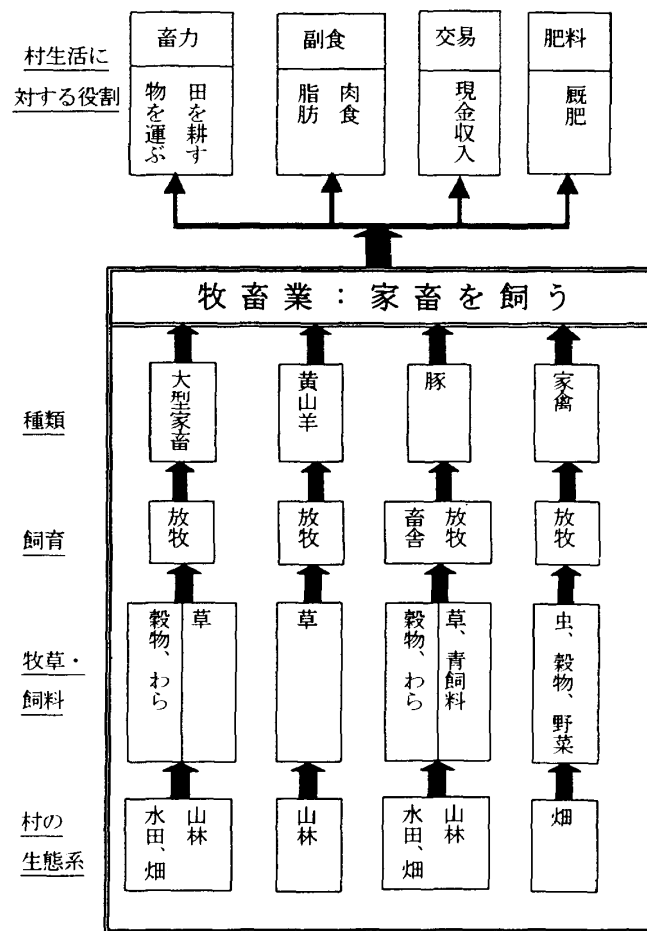 村生活に
対する役割
畜力
田を耕す
物を運ぶ
副食
肉食
脂肪
交易
現金収入
肥料
厩肥
牧畜業:家畜を飼う
種類
大型家畜
黄山羊
豚
家禽
飼育
放牧
放牧
放牧
畜舎
放牧
牧草・
飼料
草
穀物、わら
草
草、青飼料
穀物、わら
虫、穀物、野菜
村の
生態系
山林
水田、畑
山林
山林
水田、畑
畑